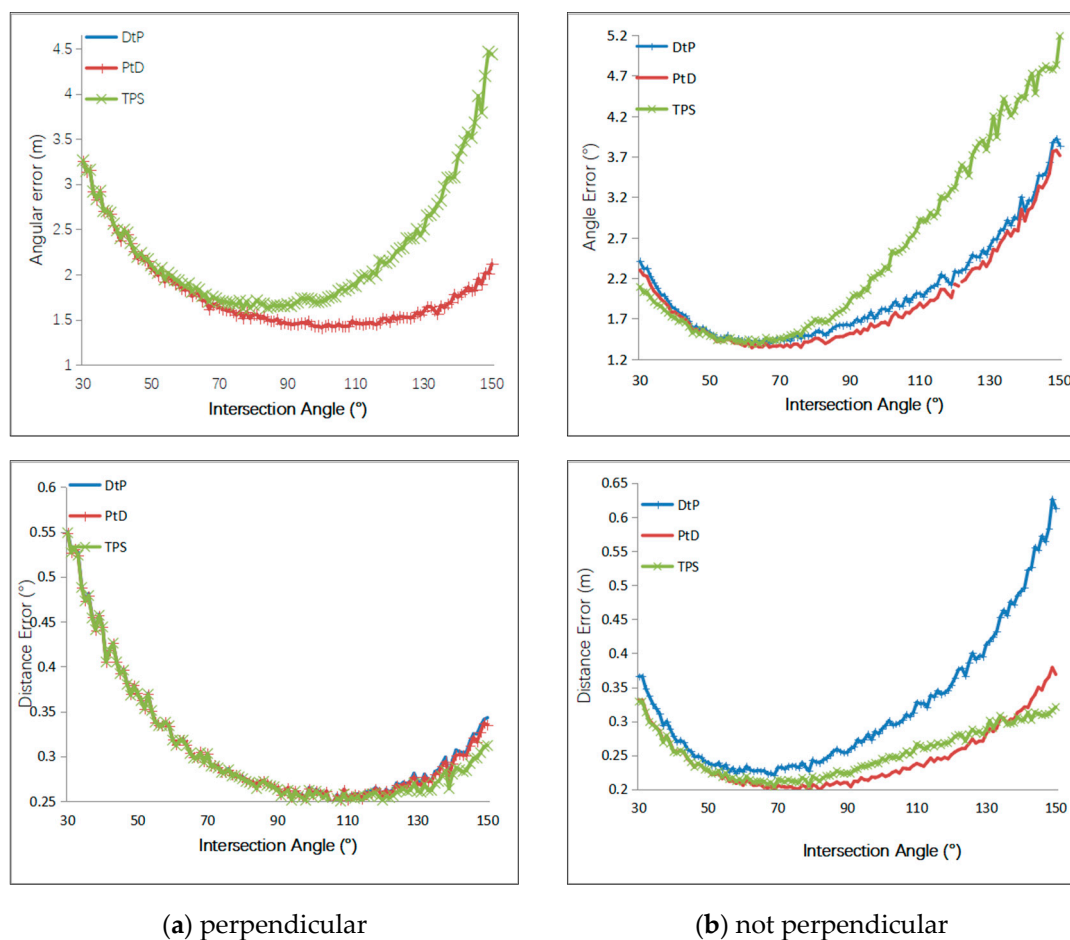 DtP
PtD
TPS
4.5
4
3.5
3
2.5
2
1.5
1
Angular error (m)
30 50 70 90 110 130 150
Intersection Angle (°)
DtP
PtD
TPS
5.2
4.7
4.2
3.7
3.2
2.7
2.2
1.7
1.2
Angle Error (°)
30 50 70 90 110 130 150
Intersection Angle (°)
DtP
PtD
TPS
0.6
0.55
0.5
0.45
0.4
0.35
0.3
0.25
Distance Error (°)
30 50 70 90 110 130 150
Intersection Angle (°)
DtP
PtD
TPS
0.65
0.6
0.55
0.5
0.45
0.4
0.35
0.3
0.25
0.2
Distance Error (m)
30 50 70 90 110 130 150
Intersection Angle (°)
(a) perpendicular
(b) not perpendicular